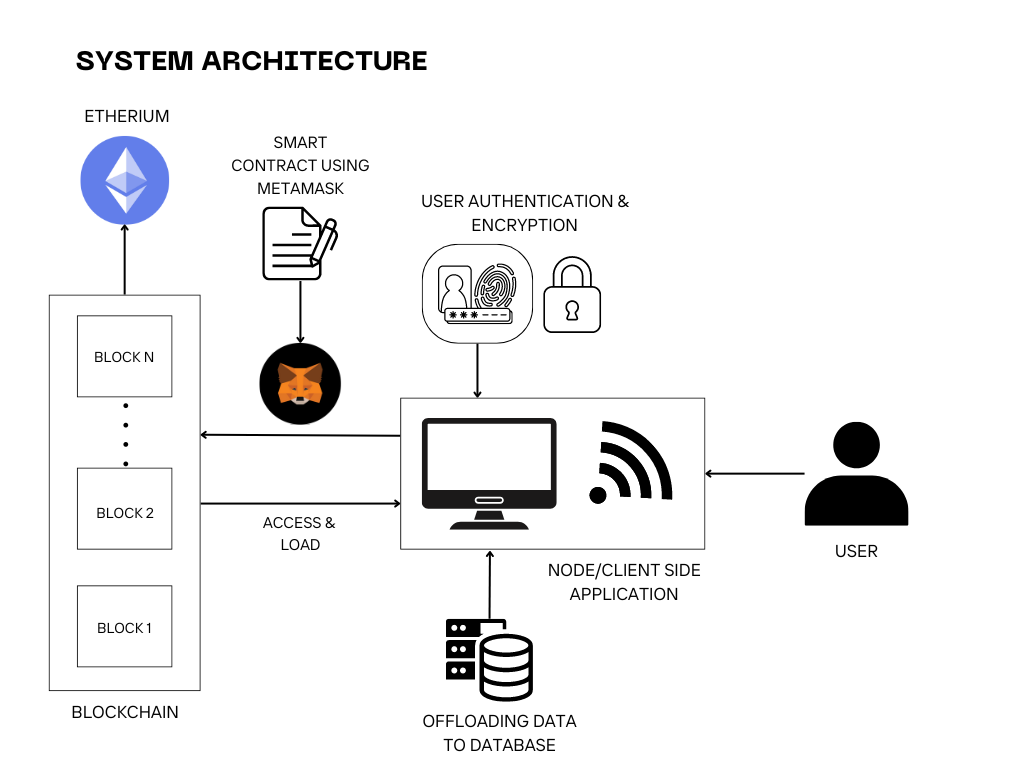 SYSTEM ARCHITECTURE
ETHERIUM
SMART
CONTRACT USING
METAMASK
USER AUTHENTICATION &
ENCRYPTION
BLOCK N
BLOCK 2
BLOCK 1
BLOCKCHAIN
ACCESS &
LOAD
NODE/CLIENT SIDE
APPLICATION
USER
OFFLOADING DATA
TO DATABASE